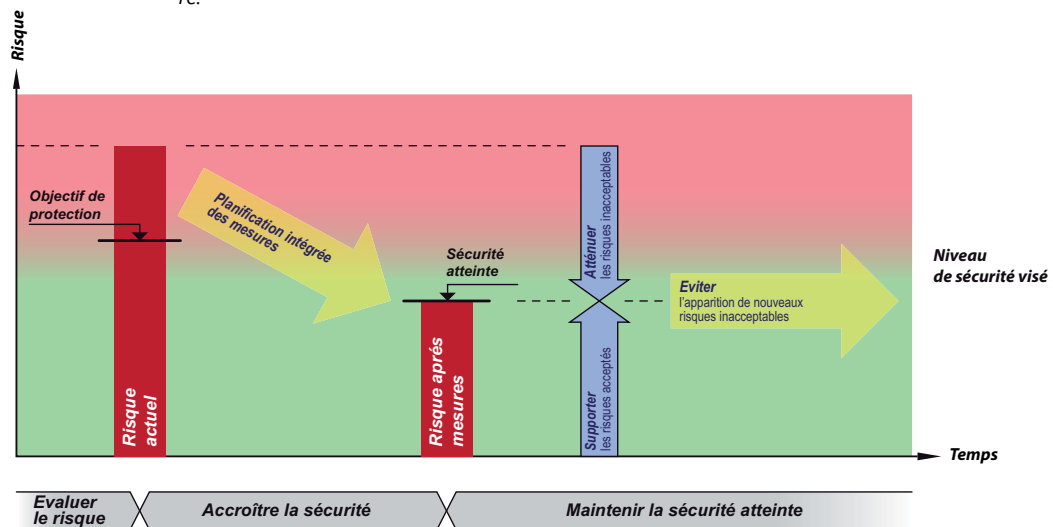 re.
Risque
Objectif de
protection
Planification intégrée
des mesures
Sécurité
atteinte
Atténuer
les risques inacceptables
Eviter
l'apparition de nouveaux
risques inacceptables
Niveau
de sécurité visé
Risque
actuel
Risque aprés
mesures
Supporter
les risques acceptés
Temps
Evaluer
le risque
Accroître la sécurité
Maintenir la sécurité atteinte